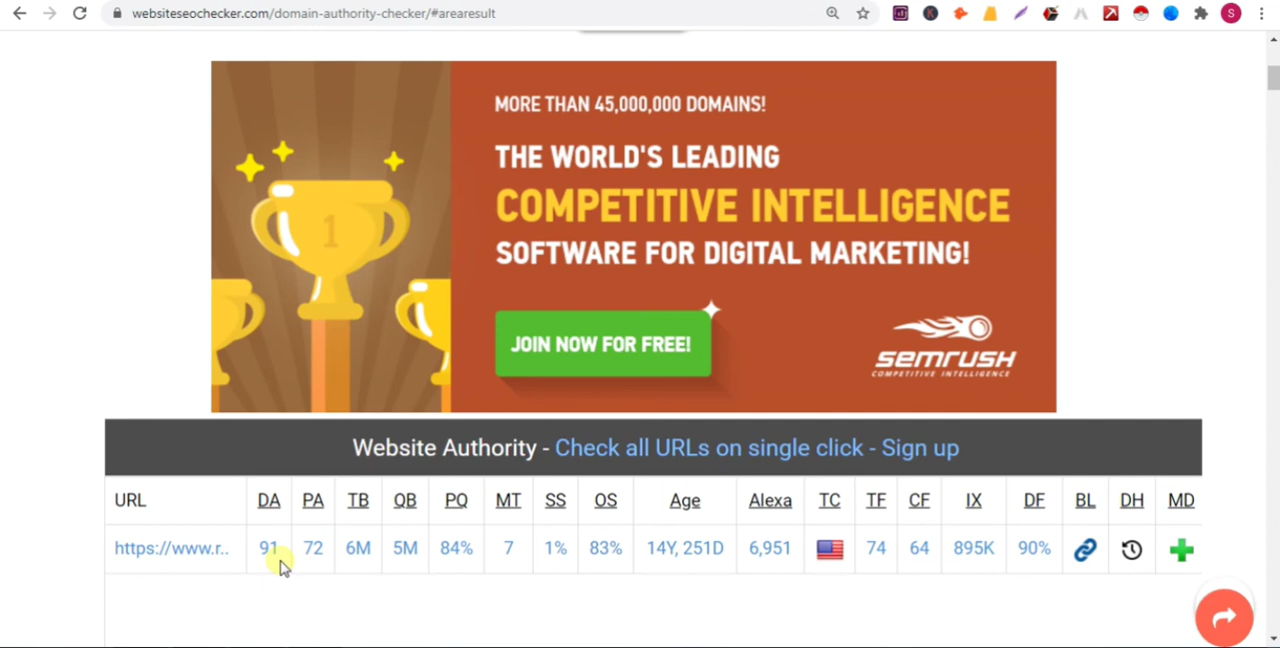 websiteseochecker.com/domain-authority-checker/#arearesult
S
MORE THAN 45,000,000 DOMAINS!
THE WORLD'S LEADING
COMPETITIVE INTELLIGENCE
SOFTWARE FOR DIGITAL MARKETING!
1
JOIN NOW FOR FREE!
SEMRUSH
COMPETITIVE INTELLIGENCE
Website Authority - Check all URLs on single click - Sign up
URL DA PA TB QB PQ MT SS OS Age Alexa TC TF CF IX DF BL DH MD
https://www.r.. 91 72 6M 5M 84% 7 1% 83% 14Y, 251D 6,951 74 64 895K 90%